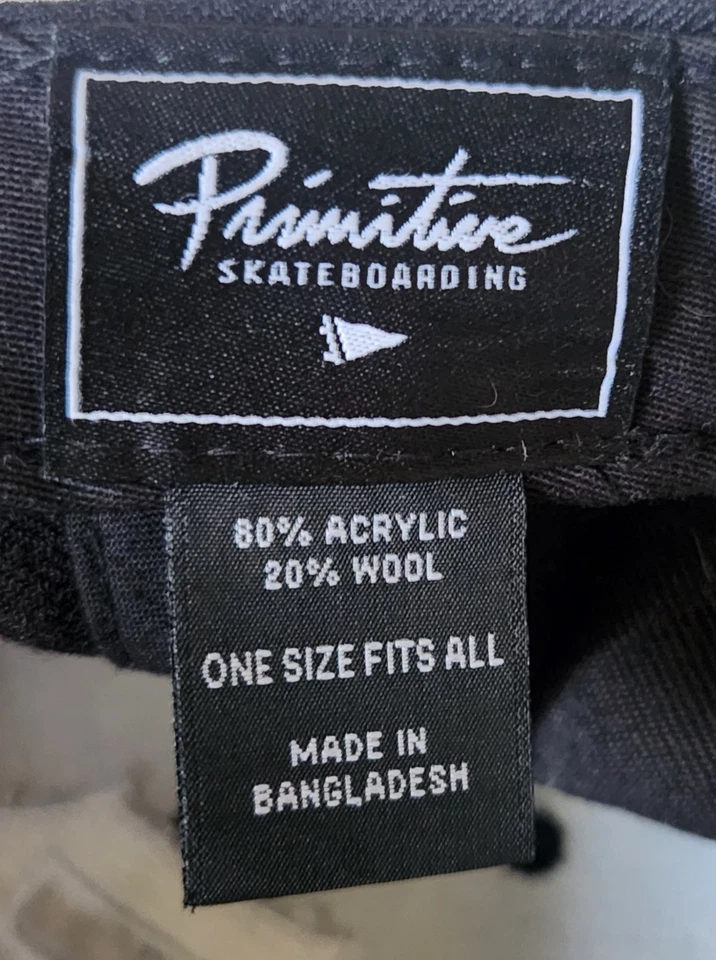 Primitive
SKATEBOARDING
80% ACRYLIC
20% WOOL
ONE SIZE FITS ALL
MADE IN
BANGLADESH